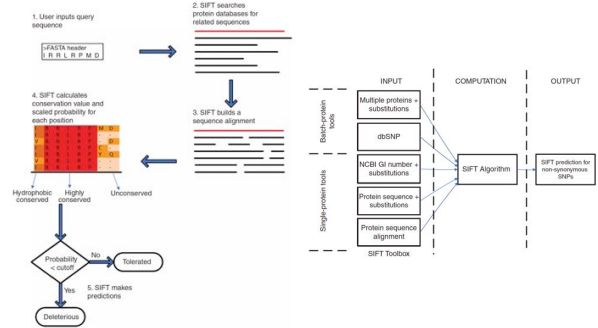 1. User inputs query
sequence
>FASTA header
I R R L R P M D
2. SIFT searches
protein databases for
related sequences
3. SIFT builds a
sequence alignment
4. SIFT calculates
conservation value and
scaled probability for
each position
Hydrophobic
conserved
Highly
conserved
Unconserved
Probability
< cutoff
No
Tolerated
Yes
5. SIFT makes
predictions
Deleterious
INPUT
COMPUTATION
OUTPUT
Batch-protein
tools
Single-protein tools
Multiple proteins +
substitutions
dbSNP
NCBI GI number +
substitutions
Protein sequence +
substitutions
Protein sequence
alignment
SIFT Toolbox
SIFT Algorithm
SIFT prediction for
non-synonymous
SNPs